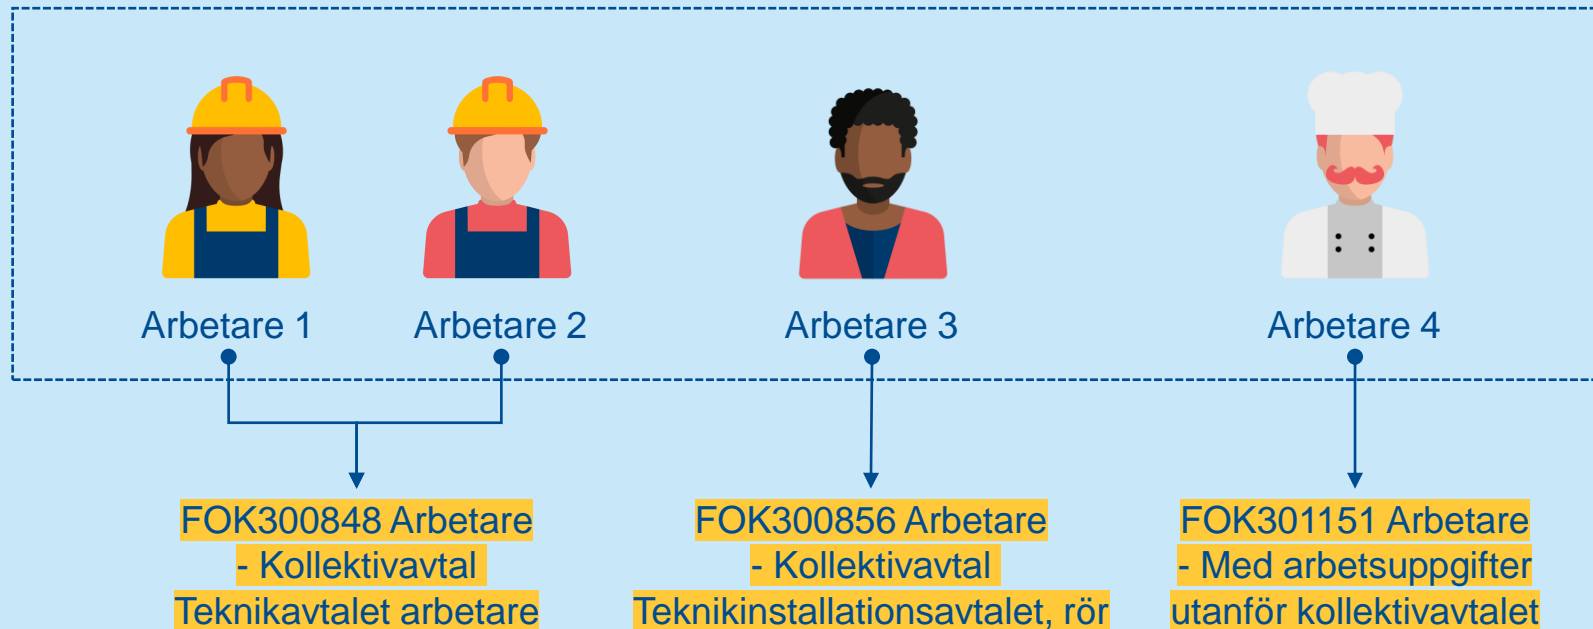 Arbetare 1
Arbetare 2
Arbetare 3
Arbetare 4
FOK300848 Arbetare
- Kollektivavtal
Teknikavtalet arbetare
FOK300856 Arbetare
- Kollektivavtal
Teknikinstallationsavtalet, rör
FOK301151 Arbetare
- Med arbetsuppgifter
utanför kollektivavtalet